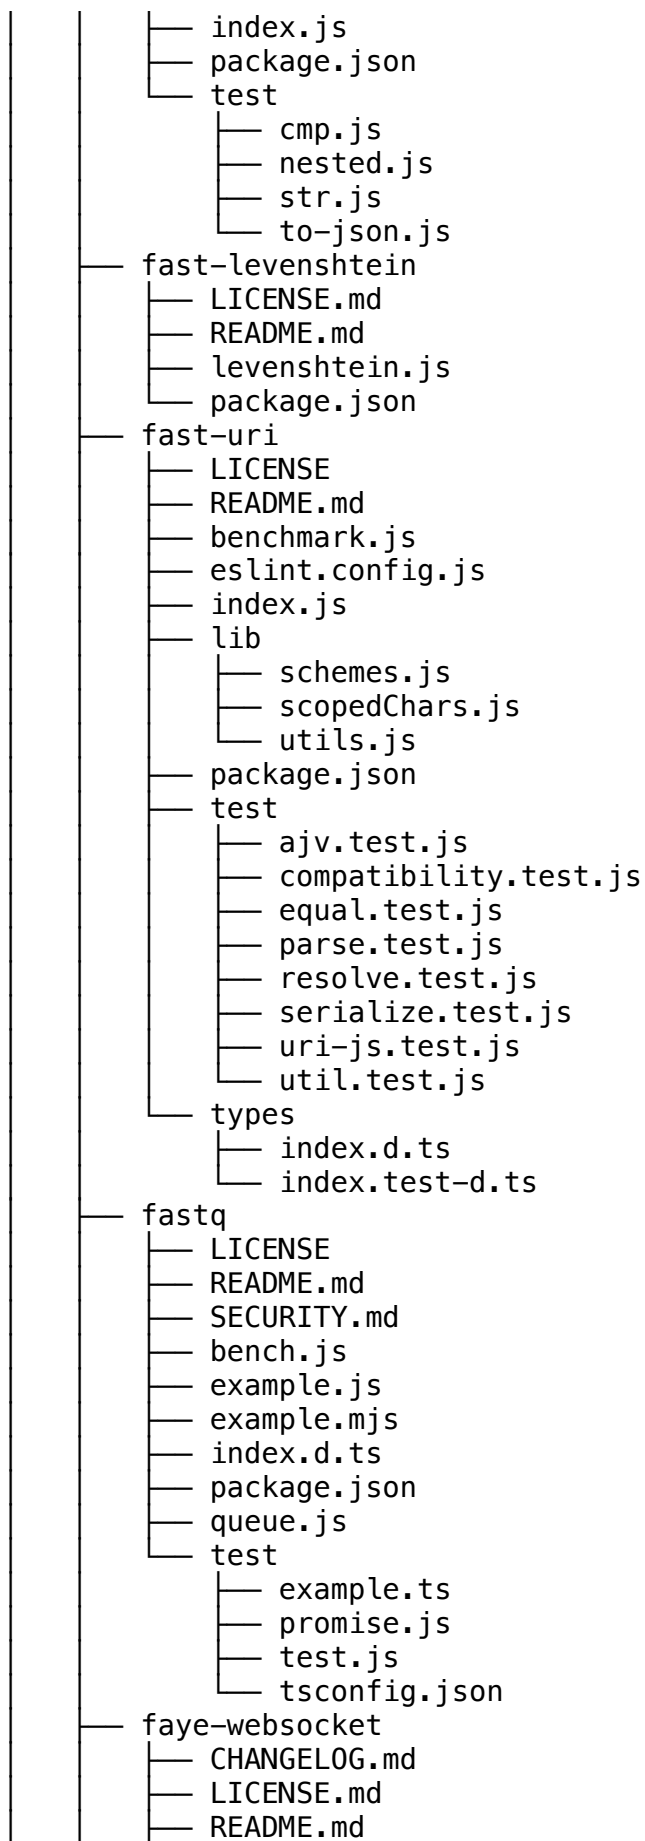 │   │   ├── index.js
│   │   ├── package.json
│   │   └── test
│   │       ├── cmp.js
│   │       ├── nested.js
│   │       ├── str.js
│   │       └── to-json.js
│   ├── fast-levenshtein
│   │   ├── LICENSE.md
│   │   ├── README.md
│   │   ├── levenshtein.js
│   │   └── package.json
│   ├── fast-uri
│   │   ├── LICENSE
│   │   ├── README.md
│   │   ├── benchmark.js
│   │   ├── eslint.config.js
│   │   ├── index.js
│   │   ├── lib
│   │   │   ├── schemes.js
│   │   │   ├── scopedChars.js
│   │   │   └── utils.js
│   │   ├── package.json
│   │   ├── test
│   │   │   ├── ajv.test.js
│   │   │   ├── compatibility.test.js
│   │   │   ├── equal.test.js
│   │   │   ├── parse.test.js
│   │   │   ├── resolve.test.js
│   │   │   ├── serialize.test.js
│   │   │   ├── uri-js.test.js
│   │   │   └── util.test.js
│   │   └── types
│   │       ├── index.d.ts
│   │       └── index.test-d.ts
│   ├── fastq
│   │   ├── LICENSE
│   │   ├── README.md
│   │   ├── SECURITY.md
│   │   ├── bench.js
│   │   ├── example.js
│   │   ├── example.mjs
│   │   ├── index.d.ts
│   │   ├── package.json
│   │   ├── queue.js
│   │   └── test
│   │       ├── example.ts
│   │       ├── promise.js
│   │       ├── test.js
│   │       └── tsconfig.json
│   ├── faye-websocket
│   │   ├── CHANGELOG.md
│   │   ├── LICENSE.md
│   │   ├── README.md